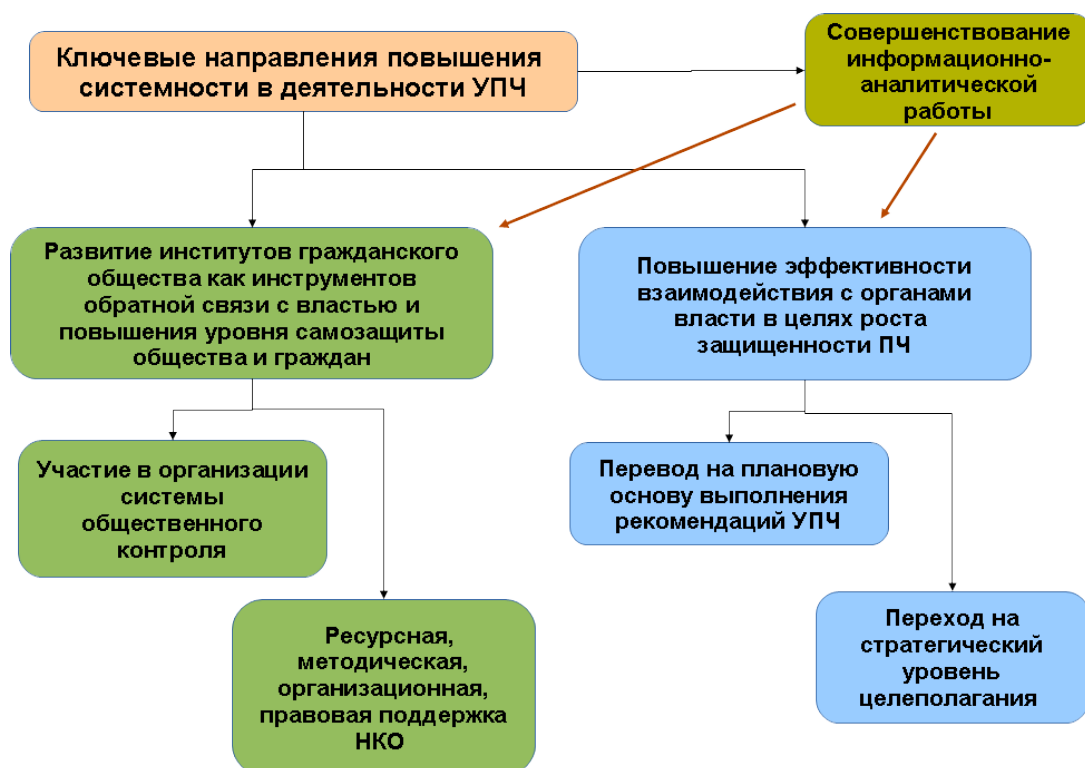 Ключевые направления повышения
системности в деятельности УПЧ
Совершенствование
информационно-
аналитической
работы
Развитие институтов гражданского
общества как инструментов
обратной связи с властью и
повышения уровня самозащиты
общества и граждан
Повышение эффективности
взаимодействия с органами
власти в целях роста
защищенности ПЧ
Участие в организации
системы
общественного
контроля
Перевод на плановую
основу выполнения
рекомендаций УПЧ
Ресурсная,
методическая,
организационная,
правовая поддержка
НКО
Переход на
стратегический
уровень
целеполагания